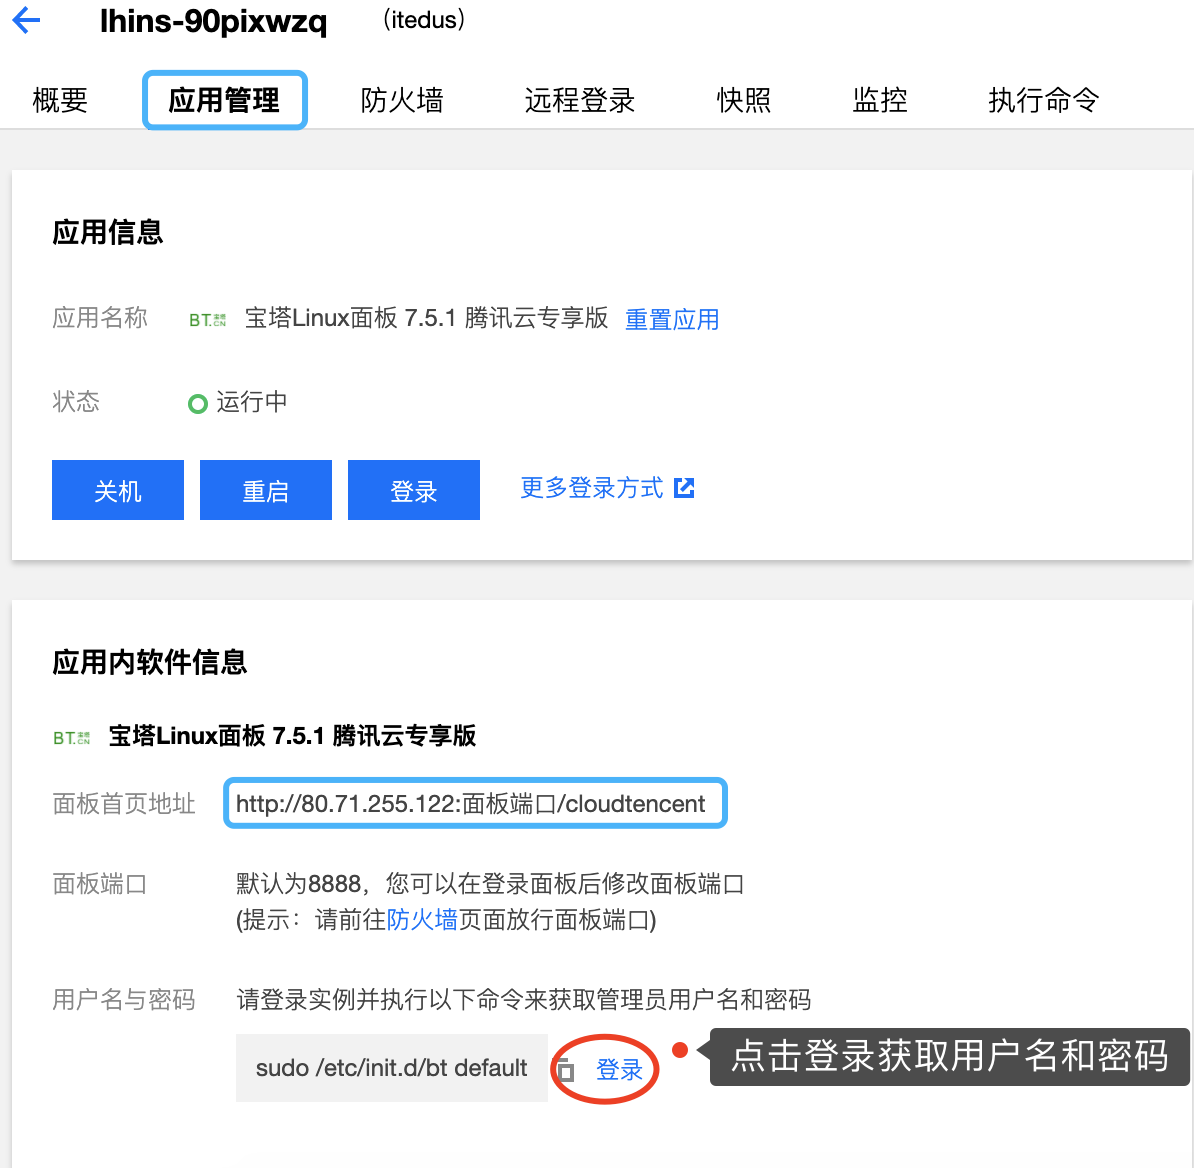 lhins-90pixwzq （itedus）
概要 应用管理 防火墙 远程登录 快照 监控 执行命令
应用信息
应用名称 BT.宝塔CN 宝塔Linux面板 7.5.1 腾讯云专享版 重置应用
状态 运行中
关机 重启 登录 更多登录方式
应用内软件信息
BT.宝塔CN 宝塔Linux面板 7.5.1 腾讯云专享版
面板首页地址 http://80.71.255.122:面板端口/cloudtencent
面板端口 默认为8888，您可以在登录面板后修改面板端口
(提示：请前往防火墙页面放行面板端口)
用户名与密码 请登录实例并执行以下命令来获取管理员用户名和密码
sudo /etc/init.d/bt default 登录 点击登录获取用户名和密码